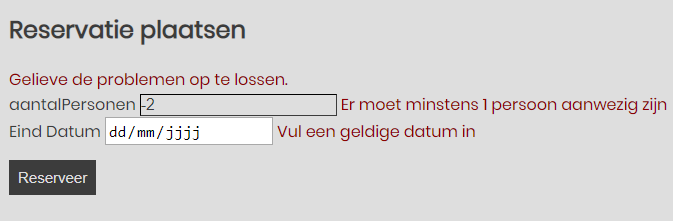 Reservatie plaatsen
Gelieve de problemen op te lossen.
aantalPersonen -2 Er moet minstens 1 persoon aanwezig zijn
Eind Datum dd/mm/jjjj Vul een geldige datum in
Reserveer